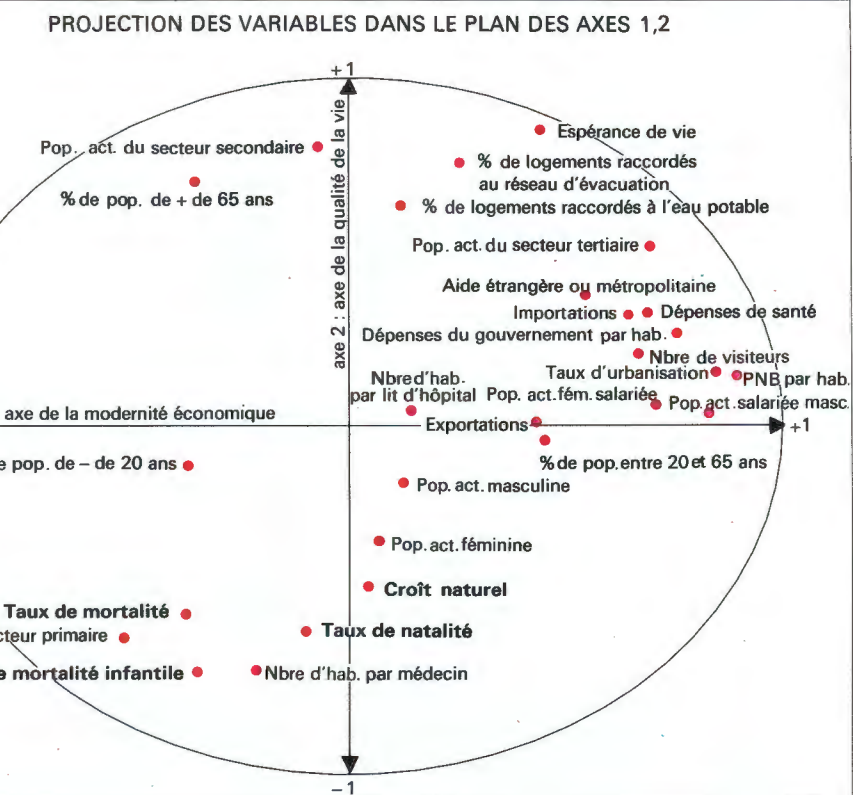 PROJECTION DES VARIABLES DANS LE PLAN DES AXES 1,2
+1
axe 2 : axe de la qualité de la vie
Espérance de vie
Pop. act. du secteur secondaire
% de logements raccordés
au réseau d'évacuation
% de pop. de + de 65 ans
% de logements raccordés à l'eau potable
Pop. act. du secteur tertiaire
Aide étrangère ou métropolitaine
Importations
Dépenses de santé
Dépenses du gouvernement par hab.
Nbre de visiteurs
Taux d'urbanisation
PNB par hab.
Nbre d'hab.
par lit d'hôpital
Pop. act. fém. salariée
Pop. act. salariée masc.
axe de la modernité économique
Exportations
+1
e pop. de – de 20 ans
% de pop. entre 20 et 65 ans
Pop. act. masculine
Pop. act. féminine
Croît naturel
Taux de mortalité
cteur primaire
Taux de natalité
e mortalité infantile
Nbre d'hab. par médecin
–1